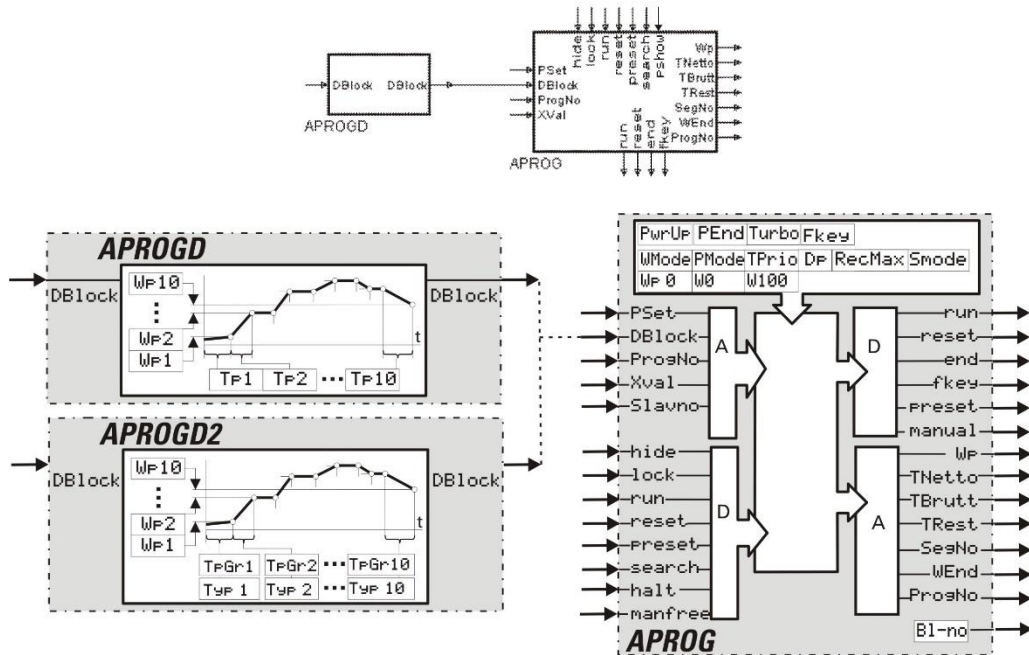 hide
lock
run
reset
preset
search
pshow
PSet
DBlock
ProgNo
XVal
Wp
TNetto
TBrutt
TRest
SegNo
WEnd
ProgNo
run
reset
end
fkey
APROG
DBlock DBlock
APROGD
APROGD
DBlock
Wp10
Wp2
Wp1
t
Tp1 Tp2 ••• Tp10
DBlock
APROGD2
DBlock
Wp10
Wp2
Wp1
t
TpGr1 TpGr2 ••• TpGr10
Typ 1 Typ 2 ••• Typ 10
DBlock
PwrUp PEnd Turbo Fkey
WMode PMode TPrio Dp RecMax Smode
Wp 0 W0 W100
PSet
DBlock
ProgNo
Xval
Slavno
A
hide
lock
run
reset
preset
search
halt
manfree
D
D
run
reset
end
fkey
preset
manual
A
Wp
TNetto
TBrutt
TRest
SegNo
WEnd
ProgNo
Bl-no
APROG